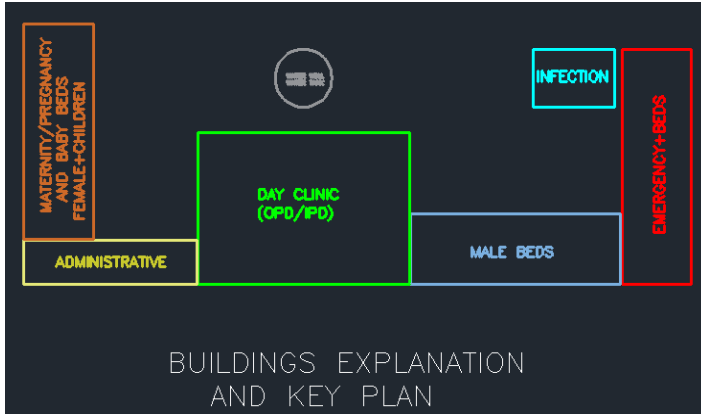 MATERNITY/PREGNANCY
AND BABY BEDS
FEMALE+CHILDREN
INFECTION
EMERGENCY+BEDS
DAY CLINIC
(OPD/IPD)
MALE BEDS
ADMINISTRATIVE
BUILDINGS EXPLANATION
AND KEY PLAN